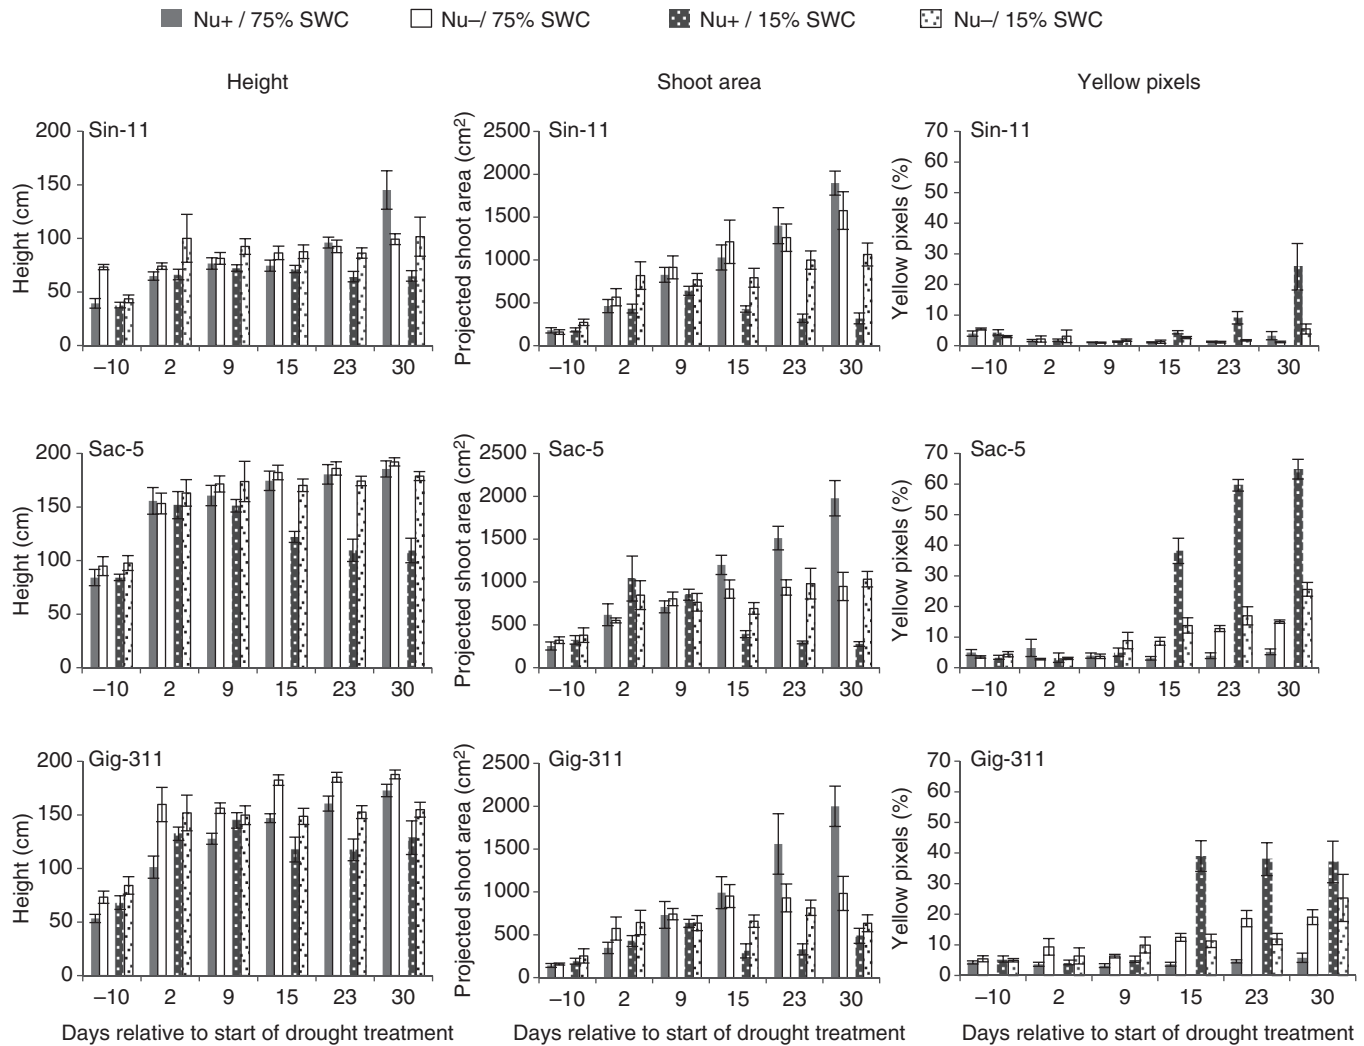 Nu+ / 75% SWC Nu–/ 75% SWC Nu+ / 15% SWC Nu–/ 15% SWC
Height Shoot area Yellow pixels
Sin-11
Height (cm)
200
150
100
50
0
–10 2 9 15 23 30
Sin-11
Projected shoot area (cm2)
2500
2000
1500
1000
500
0
–10 2 9 15 23 30
Sin-11
Yellow pixels (%)
70
60
50
40
30
20
10
0
–10 2 9 15 23 30
Sac-5
Height (cm)
200
150
100
50
0
–10 2 9 15 23 30
Sac-5
Projected shoot area (cm2)
2500
2000
1500
1000
500
0
–10 2 9 15 23 30
Sac-5
Yellow pixels (%)
70
60
50
40
30
20
10
0
–10 2 9 15 23 30
Gig-311
Height (cm)
200
150
100
50
0
–10 2 9 15 23 30
Days relative to start of drought treatment
Gig-311
Projected shoot area (cm2)
2500
2000
1500
1000
500
0
–10 2 9 15 23 30
Days relative to start of drought treatment
Gig-311
Yellow pixels (%)
70
60
50
40
30
20
10
0
–10 2 9 15 23 30
Days relative to start of drought treatment